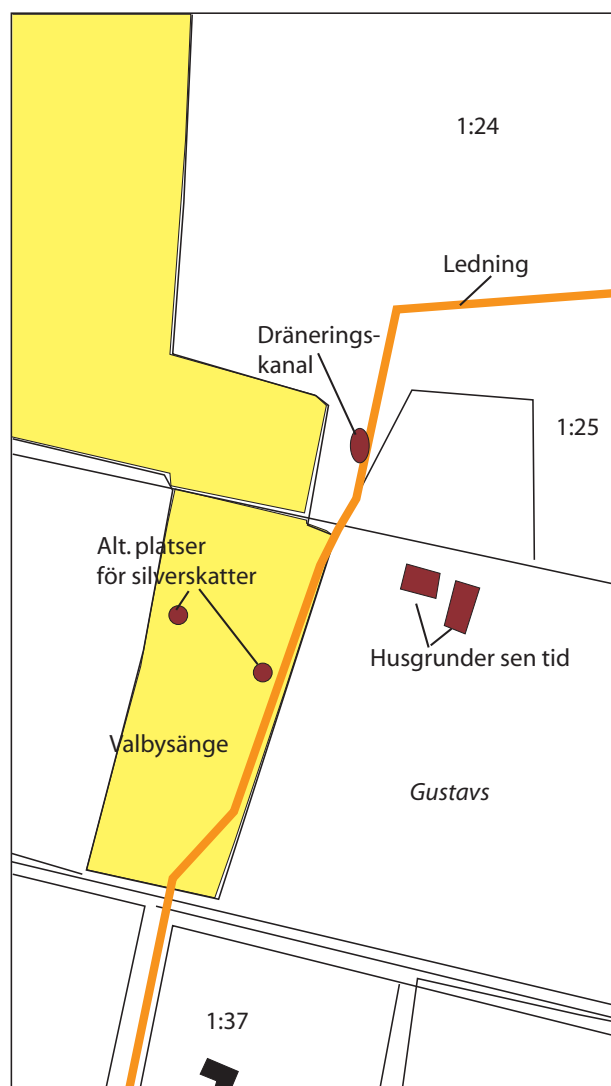 1:24
Ledning
Dränerings-
kanal
1:25
Alt. platser
för silverskatter
Husgrunder sen tid
Valbysänge
Gustavs
1:37